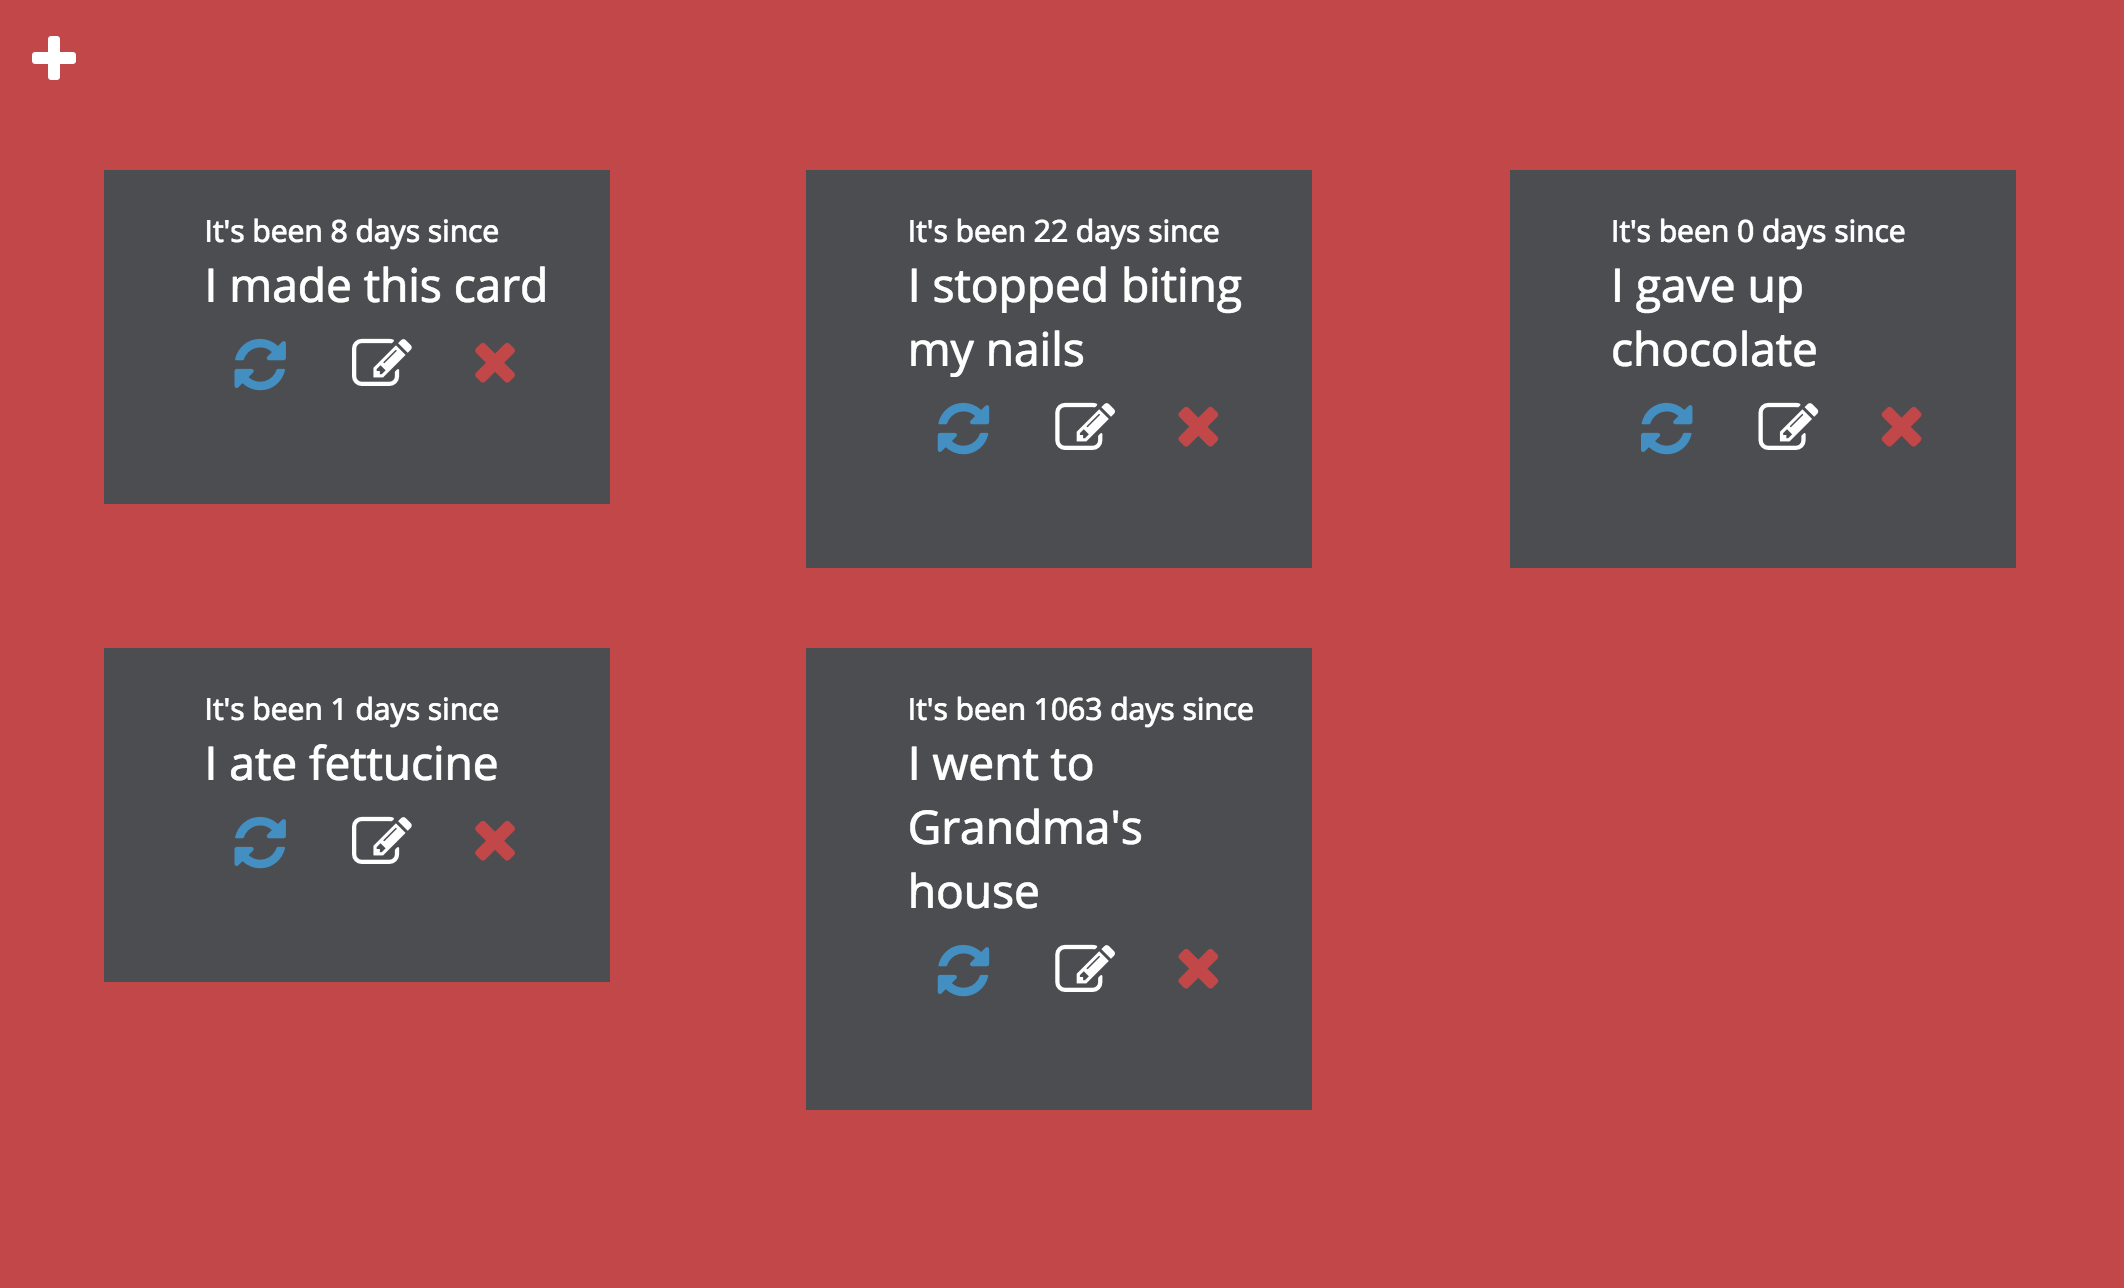 It's been 8 days since
I made this card
It's been 22 days since
I stopped biting
my nails
It's been 0 days since
I gave up
chocolate
It's been 1 days since
I ate fettucine
It's been 1063 days since
I went to
Grandma's
house